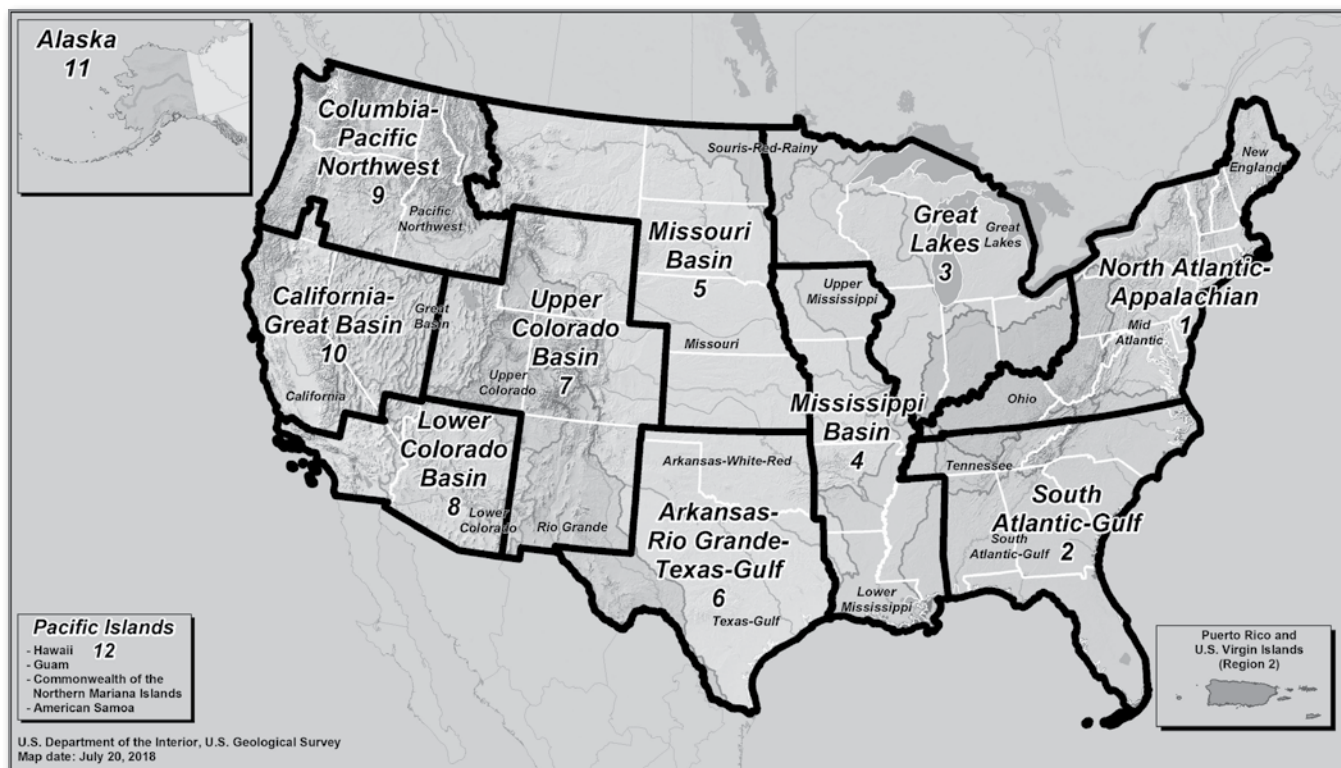 Alaska
11
Columbia-
Pacific
Northwest
9
Pacific
Northwest
Souris-Red-Rainy
New
England
Great
Lakes
3
Great
Lakes
Missouri
Basin
5
North Atlantic-
Appalachian
1
Mid
Atlantic
Upper
Mississippi
California-
Great Basin
10
Great
Basin
California
Upper
Colorado
Basin
7
Upper
Colorado
Missouri
Ohio
Mississippi
Basin
4
Lower
Colorado
Basin
8
Lower
Colorado
Rio Grande
Arkansas-White-Red
Arkansas-
Rio Grande-
Texas-Gulf
6
Texas-Gulf
Tennessee
South
Atlantic-Gulf
2
South
Atlantic-Gulf
Lower
Mississippi
Pacific Islands
12
- Hawaii
- Guam
- Commonwealth of the
Northern Mariana Islands
- American Samoa
Puerto Rico and
U.S. Virgin Islands
(Region 2)
U.S. Department of the Interior, U.S. Geological Survey
Map date: July 20, 2018